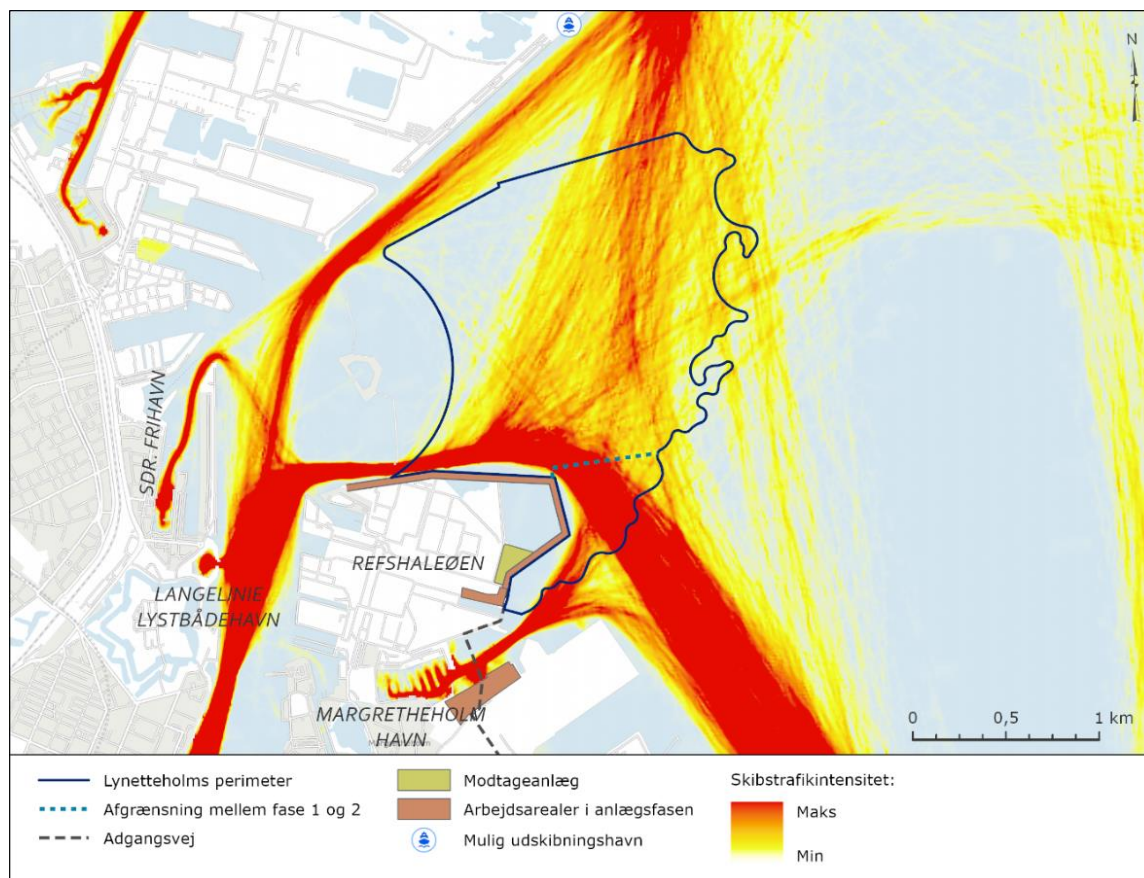 N
SDR. FRIHAVN
REFSHALEØEN
LANGELINIE
LYSTBÅDEHAVN
MARGRETHEHOLM
HAVN
0 0,5 1 km
Lynetteholms perimeter
Afgrænsning mellem fase 1 og 2
Adgangsvej
Modtageanlæg
Arbejdsarealer i anlægsfasen
Mulig udskibningshavn
Skibstrafikintensitet:
Maks
Min